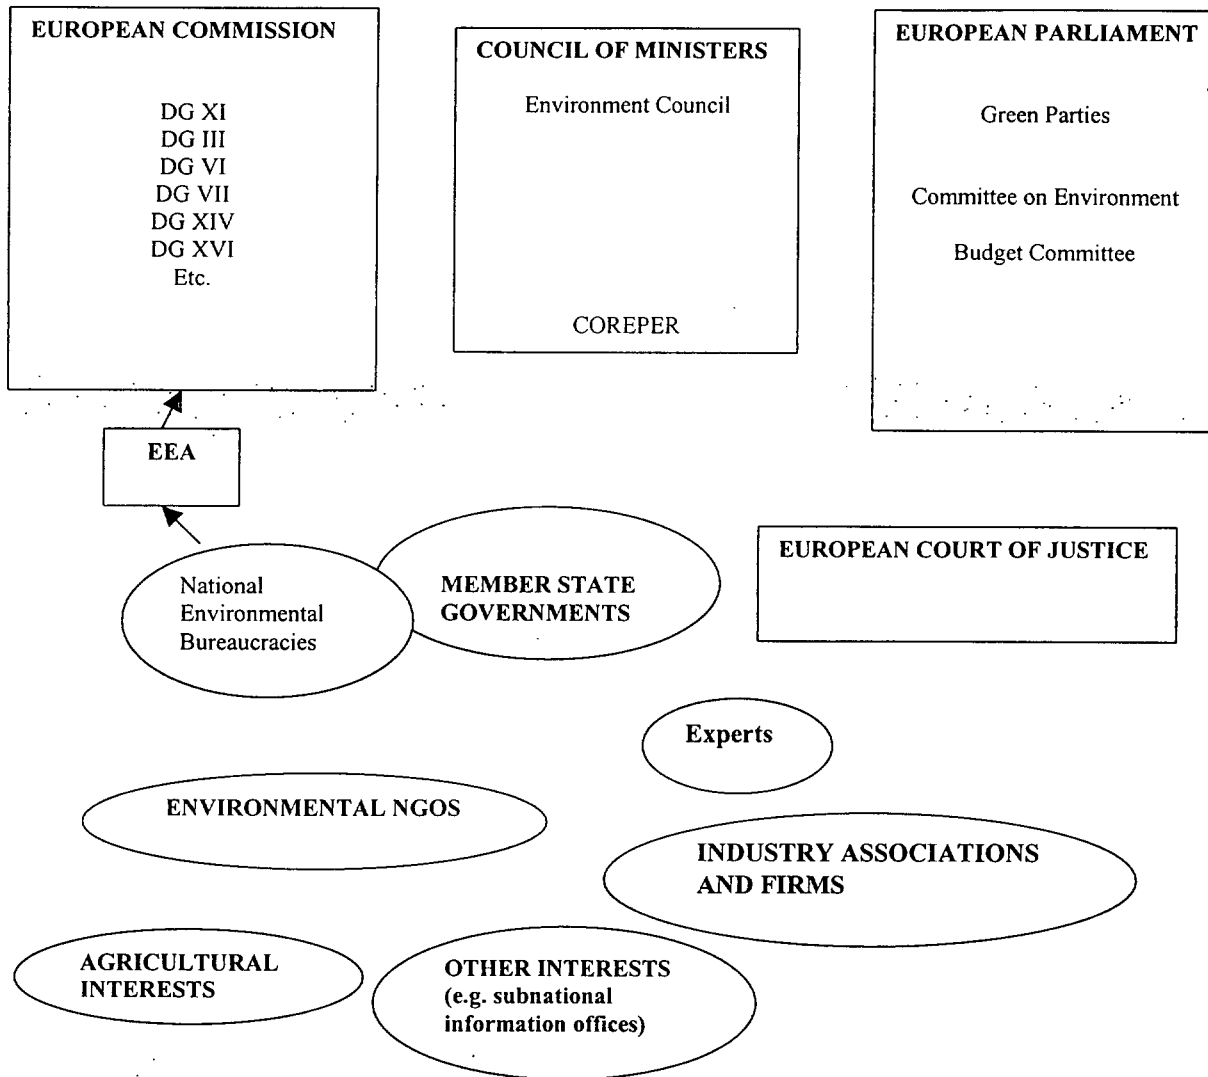 EUROPEAN COMMISSION
DG XI
DG III
DG VI
DG VII
DG XIV
DG XVI
Etc.
COUNCIL OF MINISTERS
Environment Council
COREPER
EUROPEAN PARLIAMENT
Green Parties
Committee on Environment
Budget Committee
EEA
National
Environmental
Bureaucracies
MEMBER STATE
GOVERNMENTS
EUROPEAN COURT OF JUSTICE
Experts
ENVIRONMENTAL NGOS
INDUSTRY ASSOCIATIONS
AND FIRMS
AGRICULTURAL
INTERESTS
OTHER INTERESTS
(e.g. subnational
information offices)